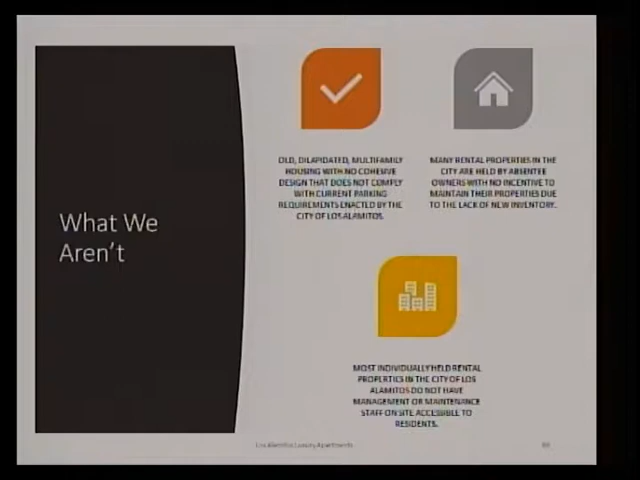 What We
Aren't
OLD, DILAPIDATED, MULTIFAMILY
HOUSING WITH NO COHESIVE
DESIGN THAT DOES NOT COMPLY
WITH CURRENT PARKING
REQUIREMENTS ENACTED BY THE
CITY OF LOS ALAMITOS.
MANY RENTAL PROPERTIES IN THE
CITY ARE HELD BY ABSENTEE
OWNERS WITH NO INCENTIVE TO
MAINTAIN THEIR PROPERTIES DUE
TO THE LACK OF NEW INVENTORY.
MOST INDIVIDUALLY HELD RENTAL
PROPERTIES IN THE CITY OF LOS
ALAMITOS DO NOT HAVE
MANAGEMENT OR MAINTENANCE
STAFF ON SITE ACCESSIBLE TO
RESIDENTS.
Los Alamitos Luxury Apartments